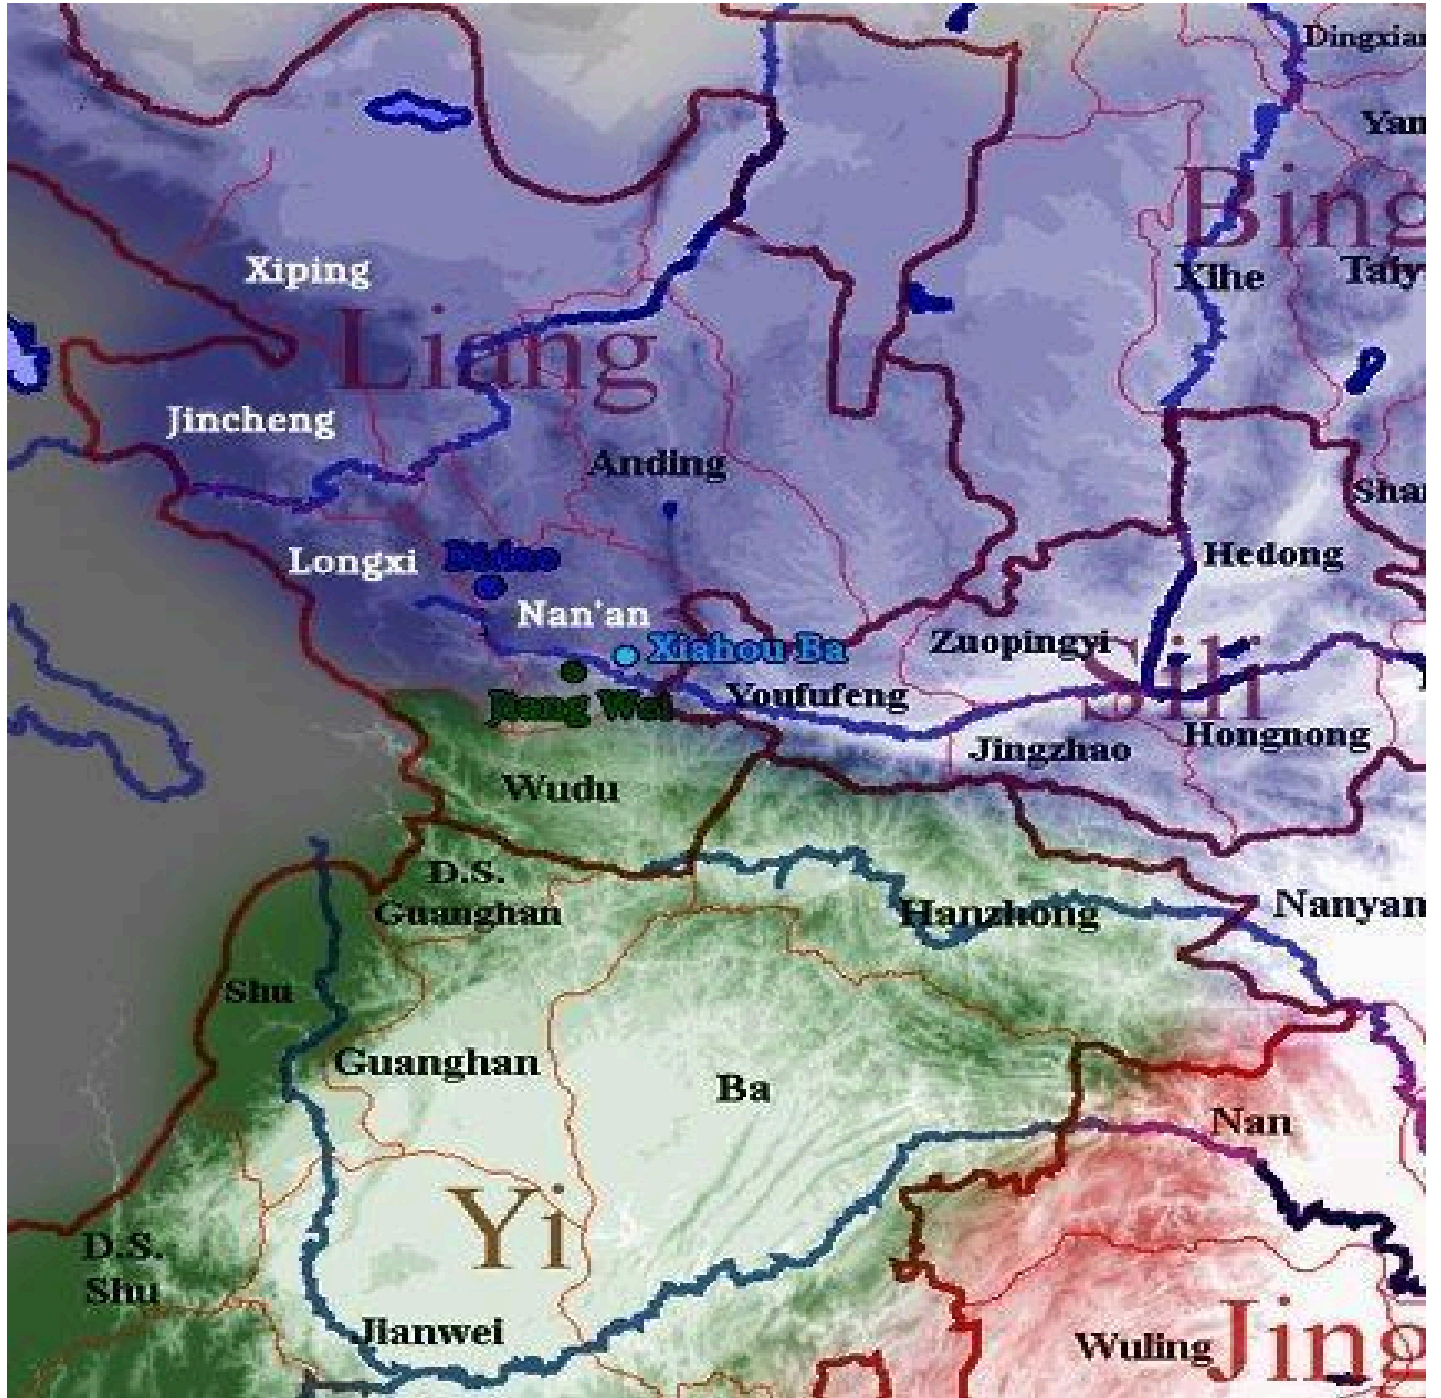 Dingxian
Yan
Bing
Xihe
Taiy
Xiping
Liang
Jincheng
Anding
Shan
Longxi
Didao
Hedong
Nan'an
Zuopingyi
Xiahou Ba
Sili
Jiang Wei
Youfufeng
Jingzhao
Hongnong
Wudu
D.S.
Guanghan
Hanzhong
Nanyan
Shu
Guanghan
Ba
Nan
Yi
D.S.
Shu
Jianwei
Wuling
Jing